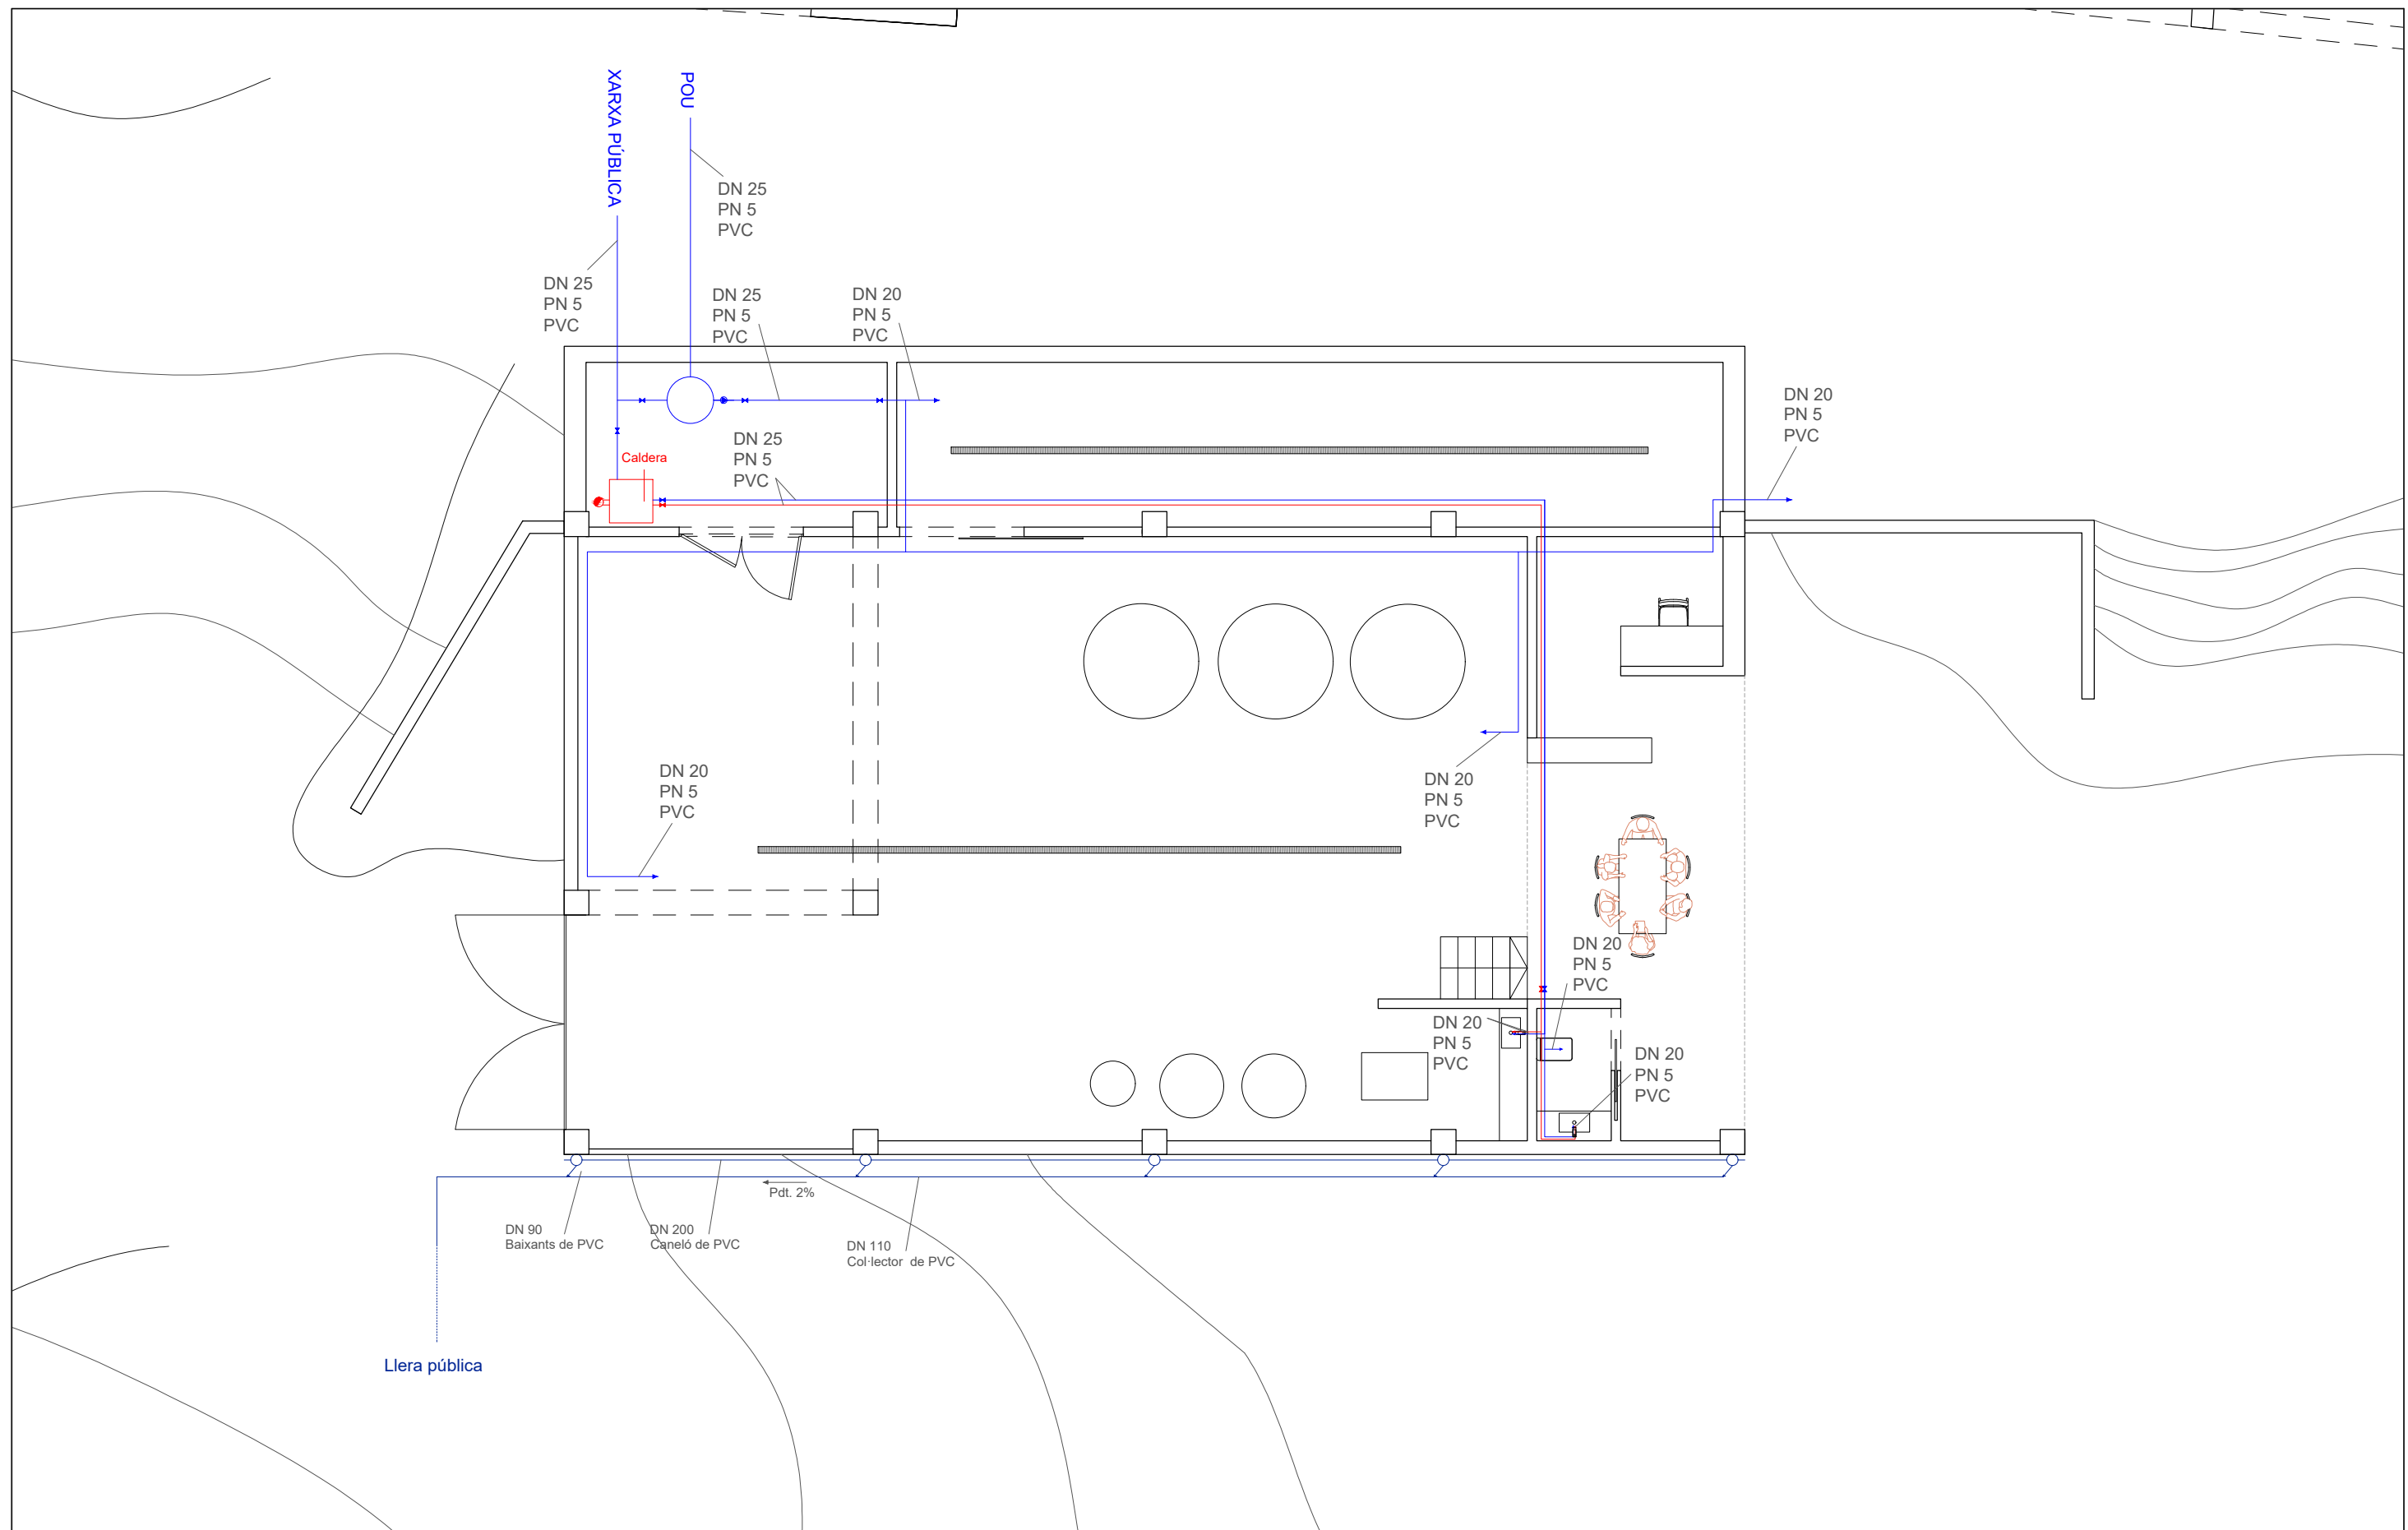 XARXA PÚBLICA
POU
DN 25
PN 5
PVC
DN 25
PN 5
PVC
DN 25
PN 5
PVC
DN 20
PN 5
PVC
DN 20
PN 5
PVC
DN 25
PN 5
PVC
Caldera
DN 20
PN 5
PVC
DN 20
PN 5
PVC
DN 20
PN 5
PVC
DN 20
PN 5
PVC
DN 20
PN 5
PVC
Pdt. 2%
DN 90
Baixants de PVC
DN 200
Caneló de PVC
DN 110
Col·lector de PVC
Llera pública